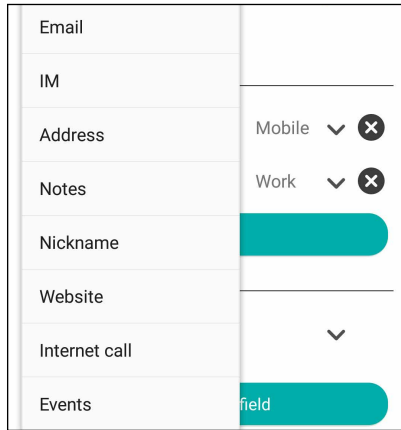 Email
IM
Address
Mobile
Notes
Work
Nickname
Website
Internet call
Events
field